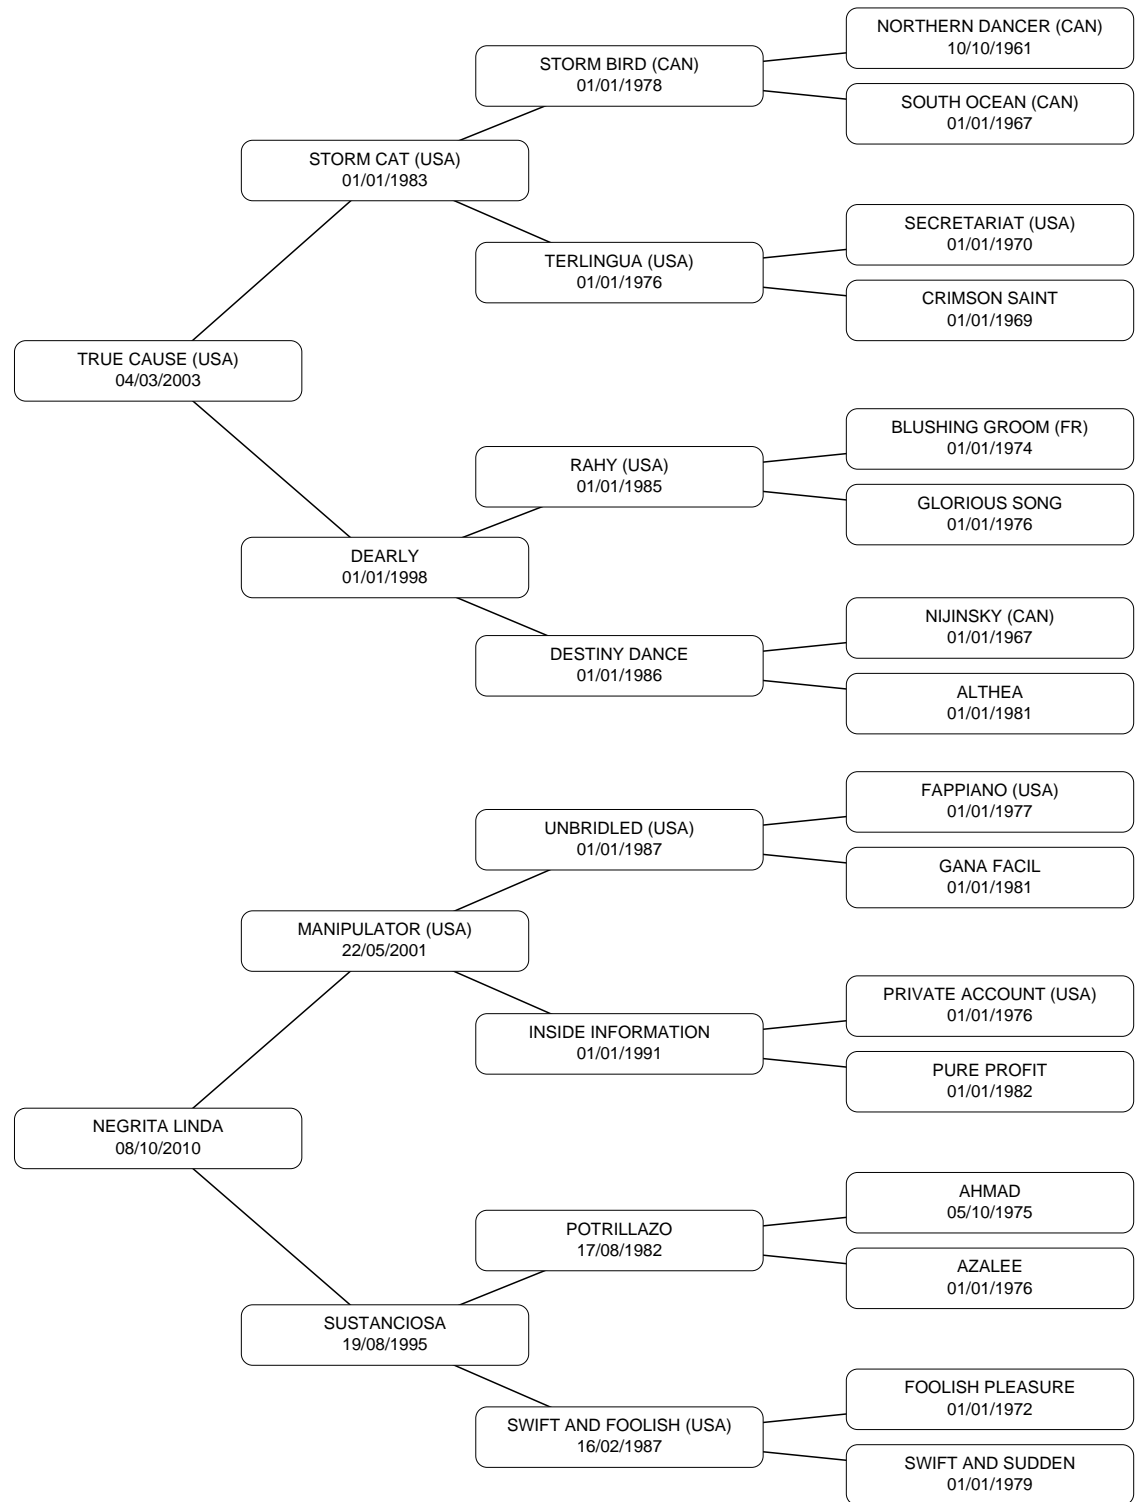 NORTHERN DANCER (CAN)
10/10/1961
STORM BIRD (CAN)
01/01/1978
SOUTH OCEAN (CAN)
01/01/1967
STORM CAT (USA)
01/01/1983
SECRETARIAT (USA)
01/01/1970
TERLINGUA (USA)
01/01/1976
CRIMSON SAINT
01/01/1969
TRUE CAUSE (USA)
04/03/2003
BLUSHING GROOM (FR)
01/01/1974
RAHY (USA)
01/01/1985
GLORIOUS SONG
01/01/1976
DEARLY
01/01/1998
NIJINSKY (CAN)
01/01/1967
DESTINY DANCE
01/01/1986
ALTHEA
01/01/1981
FAPPIANO (USA)
01/01/1977
UNBRIDLED (USA)
01/01/1987
GANA FACIL
01/01/1981
MANIPULATOR (USA)
22/05/2001
PRIVATE ACCOUNT (USA)
01/01/1976
INSIDE INFORMATION
01/01/1991
PURE PROFIT
01/01/1982
NEGRITA LINDA
08/10/2010
AHMAD
05/10/1975
POTRILLAZO
17/08/1982
AZALEE
01/01/1976
SUSTANCIOSA
19/08/1995
FOOLISH PLEASURE
01/01/1972
SWIFT AND FOOLISH (USA)
16/02/1987
SWIFT AND SUDDEN
01/01/1979